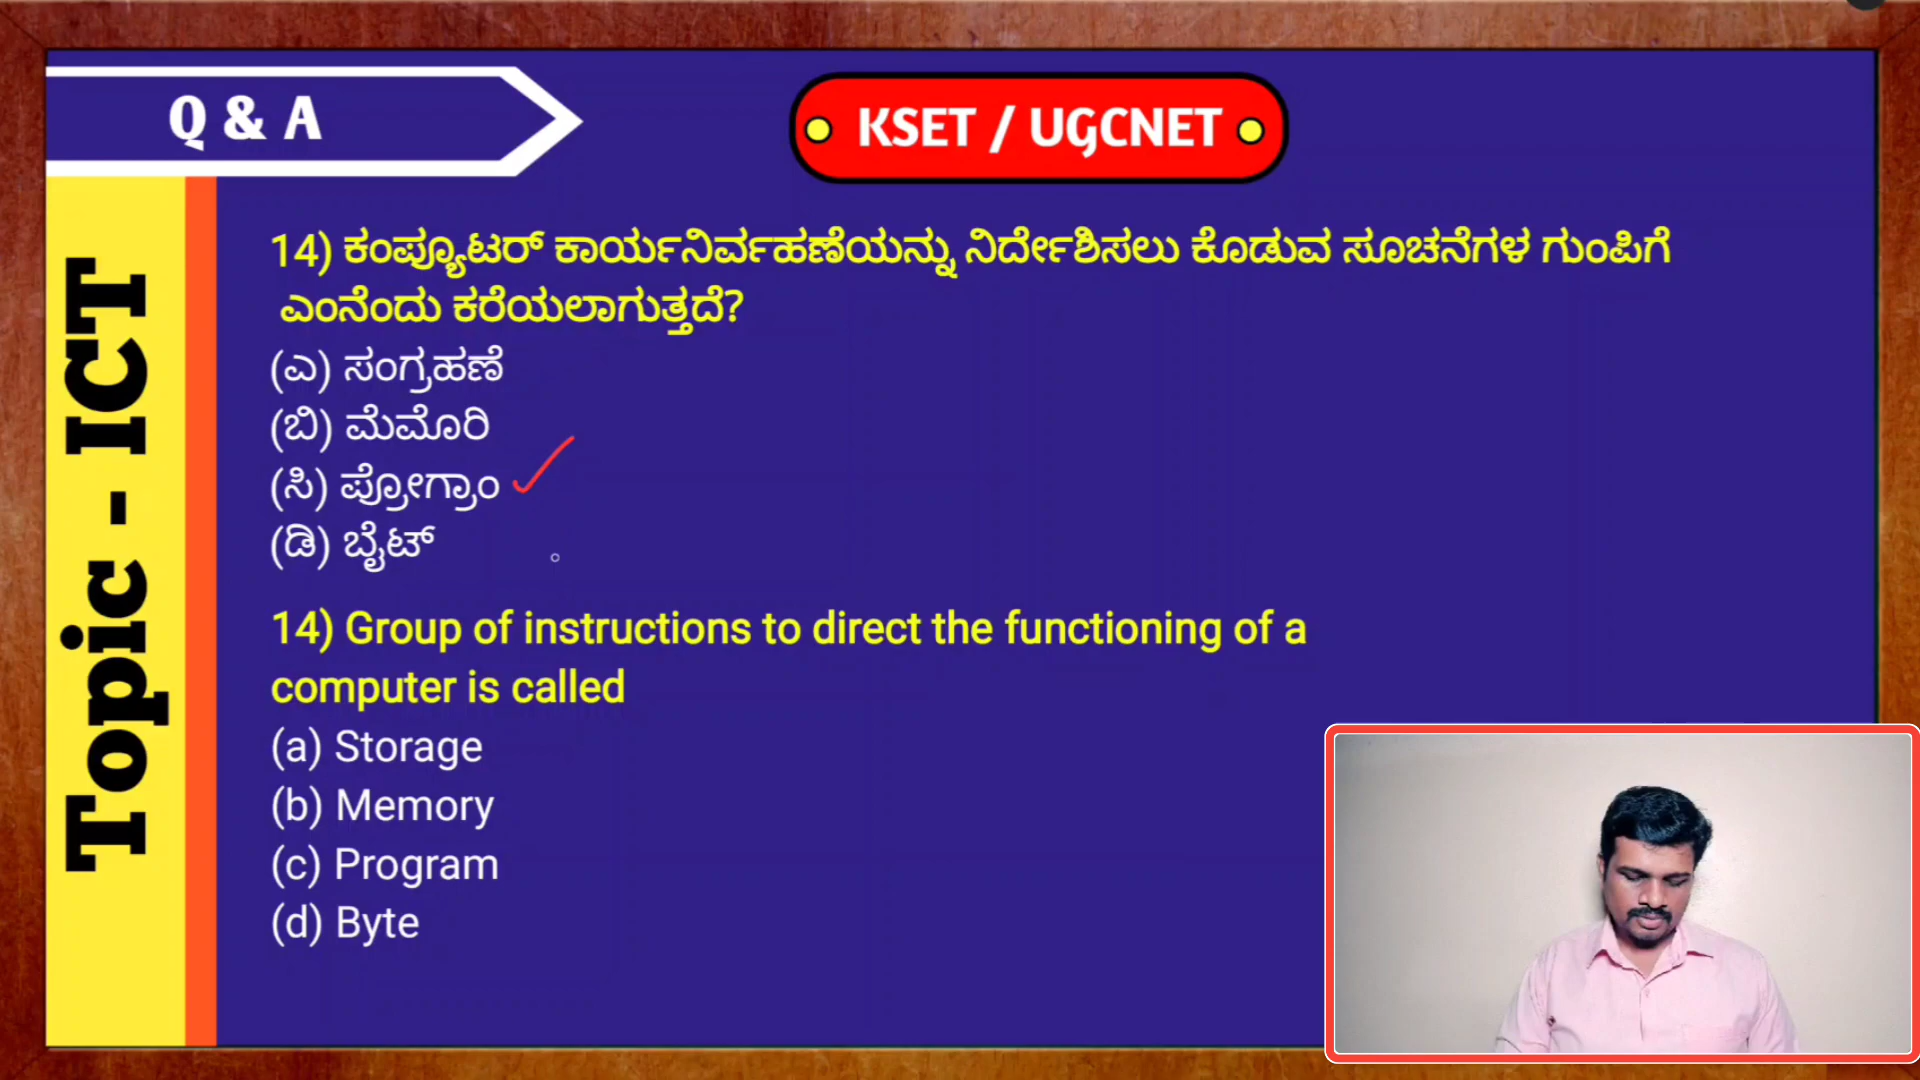 Q & A
KSET / UGCNET
Topic - ICT
14) ಕಂಪ್ಯೂಟರ್ ಕಾರ್ಯನಿರ್ವಹಣೆಯನ್ನು ನಿರ್ದೇಶಿಸಲು ಕೊಡುವ ಸೂಚನೆಗಳ ಗುಂಪಿಗೆ
ಎಂನೆಂದು ಕರೆಯಲಾಗುತ್ತದೆ?
(ಎ) ಸಂಗ್ರಹಣೆ
(ಬಿ) ಮೆಮೊರಿ
(ಸಿ) ಪ್ರೋಗ್ರಾಂ
(ಡಿ) ಬೈಟ್
14) Group of instructions to direct the functioning of a
computer is called
(a) Storage
(b) Memory
(c) Program
(d) Byte